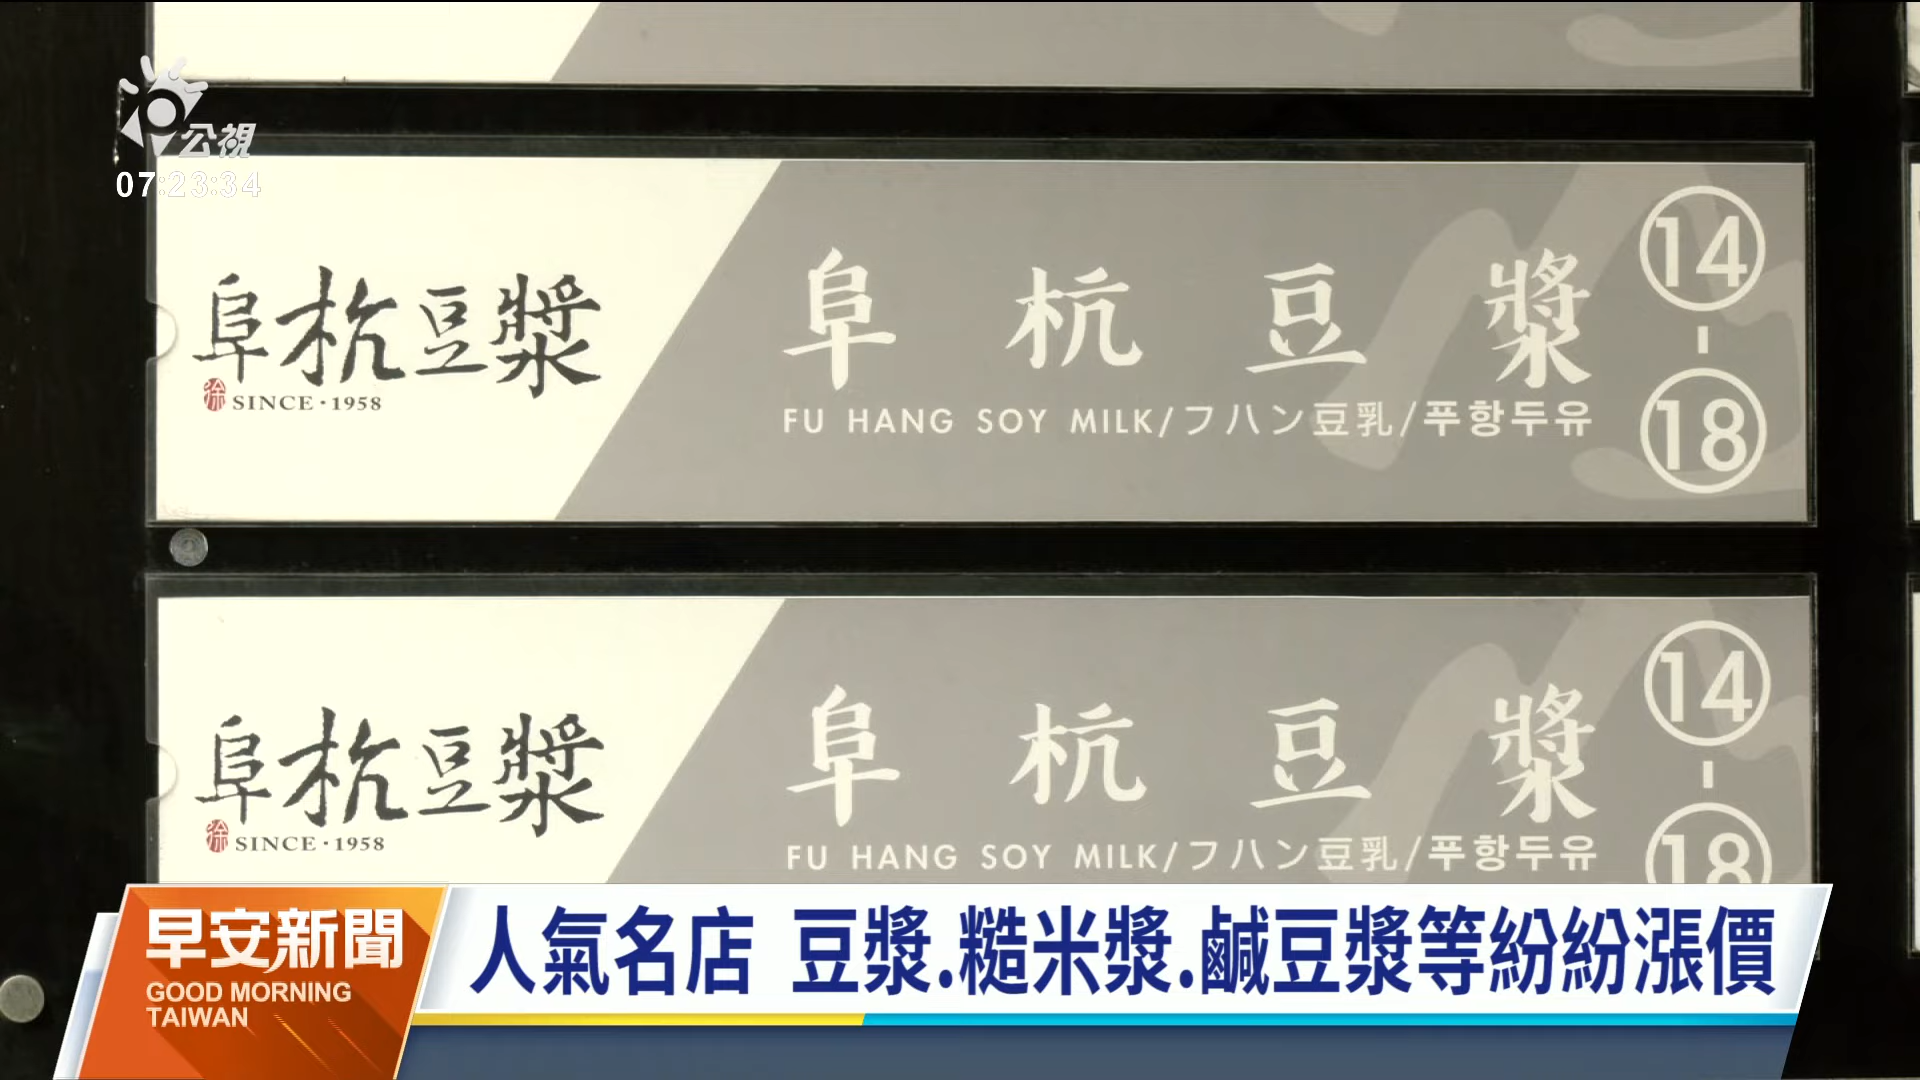 公視
07:23:34
阜杭豆漿
徐 SINCE·1958
阜杭豆漿
FU HANG SOY MILK/フハン豆乳/푸항두유
14
-
18
阜杭豆漿
徐 SINCE·1958
阜杭豆漿
FU HANG SOY MILK/フハン豆乳/푸항두유
14
-
18
早安新聞
GOOD MORNING
TAIWAN
人氣名店 豆漿.糙米漿.鹹豆漿等紛紛漲價